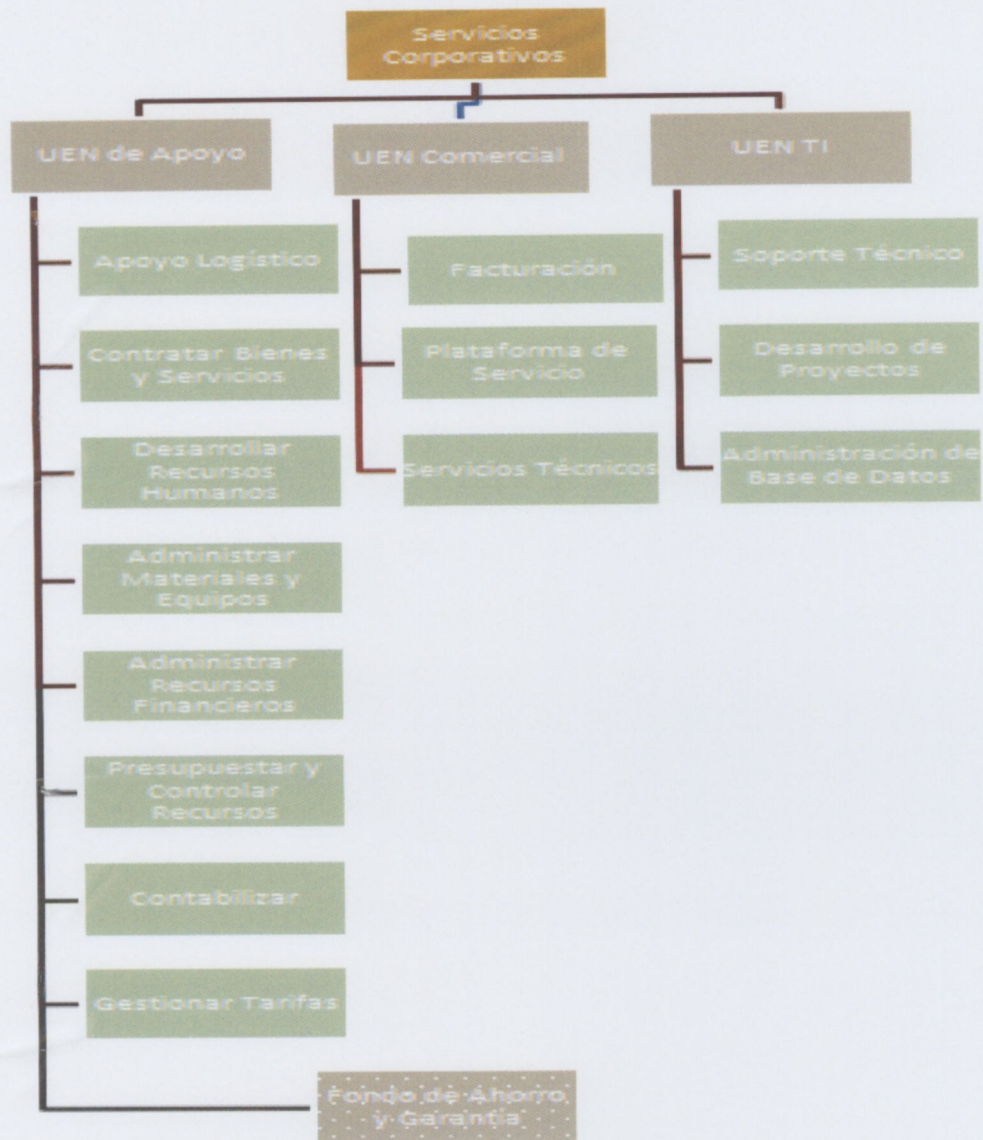 Servicios
Corporativos
UEN de Apoyo
UEN Comercial
UEN TI
Apoyo Logístico
Contratar Bienes
y Servicios
Desarrollar
Recursos
Humanos
Administrar
Materiales y
Equipos
Administrar
Recursos
Financieros
Presupuestar y
Controlar
Recursos
Contabilizar
Gestionar Tarifas
Fondo de Ahorro
y Garantía
Facturación
Plataforma de
Servicio
Servicios Técnicos
Soporte Técnico
Desarrollo de
Proyectos
Administración de
Base de Datos